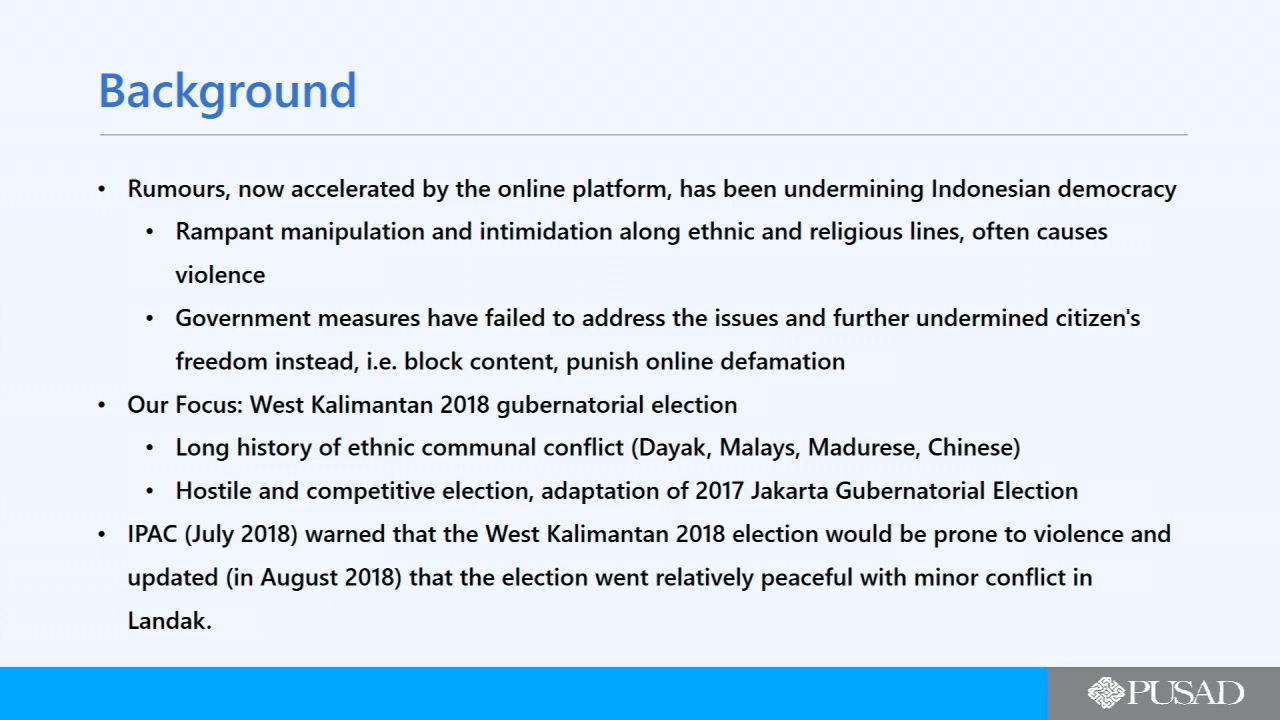 Background
• Rumours, now accelerated by the online platform, has been undermining Indonesian democracy
• Rampant manipulation and intimidation along ethnic and religious lines, often causes
violence
• Government measures have failed to address the issues and further undermined citizen's
freedom instead, i.e. block content, punish online defamation
• Our Focus: West Kalimantan 2018 gubernatorial election
• Long history of ethnic communal conflict (Dayak, Malays, Madurese, Chinese)
• Hostile and competitive election, adaptation of 2017 Jakarta Gubernatorial Election
• IPAC (July 2018) warned that the West Kalimantan 2018 election would be prone to violence and
updated (in August 2018) that the election went relatively peaceful with minor conflict in
Landak.
PUSAD